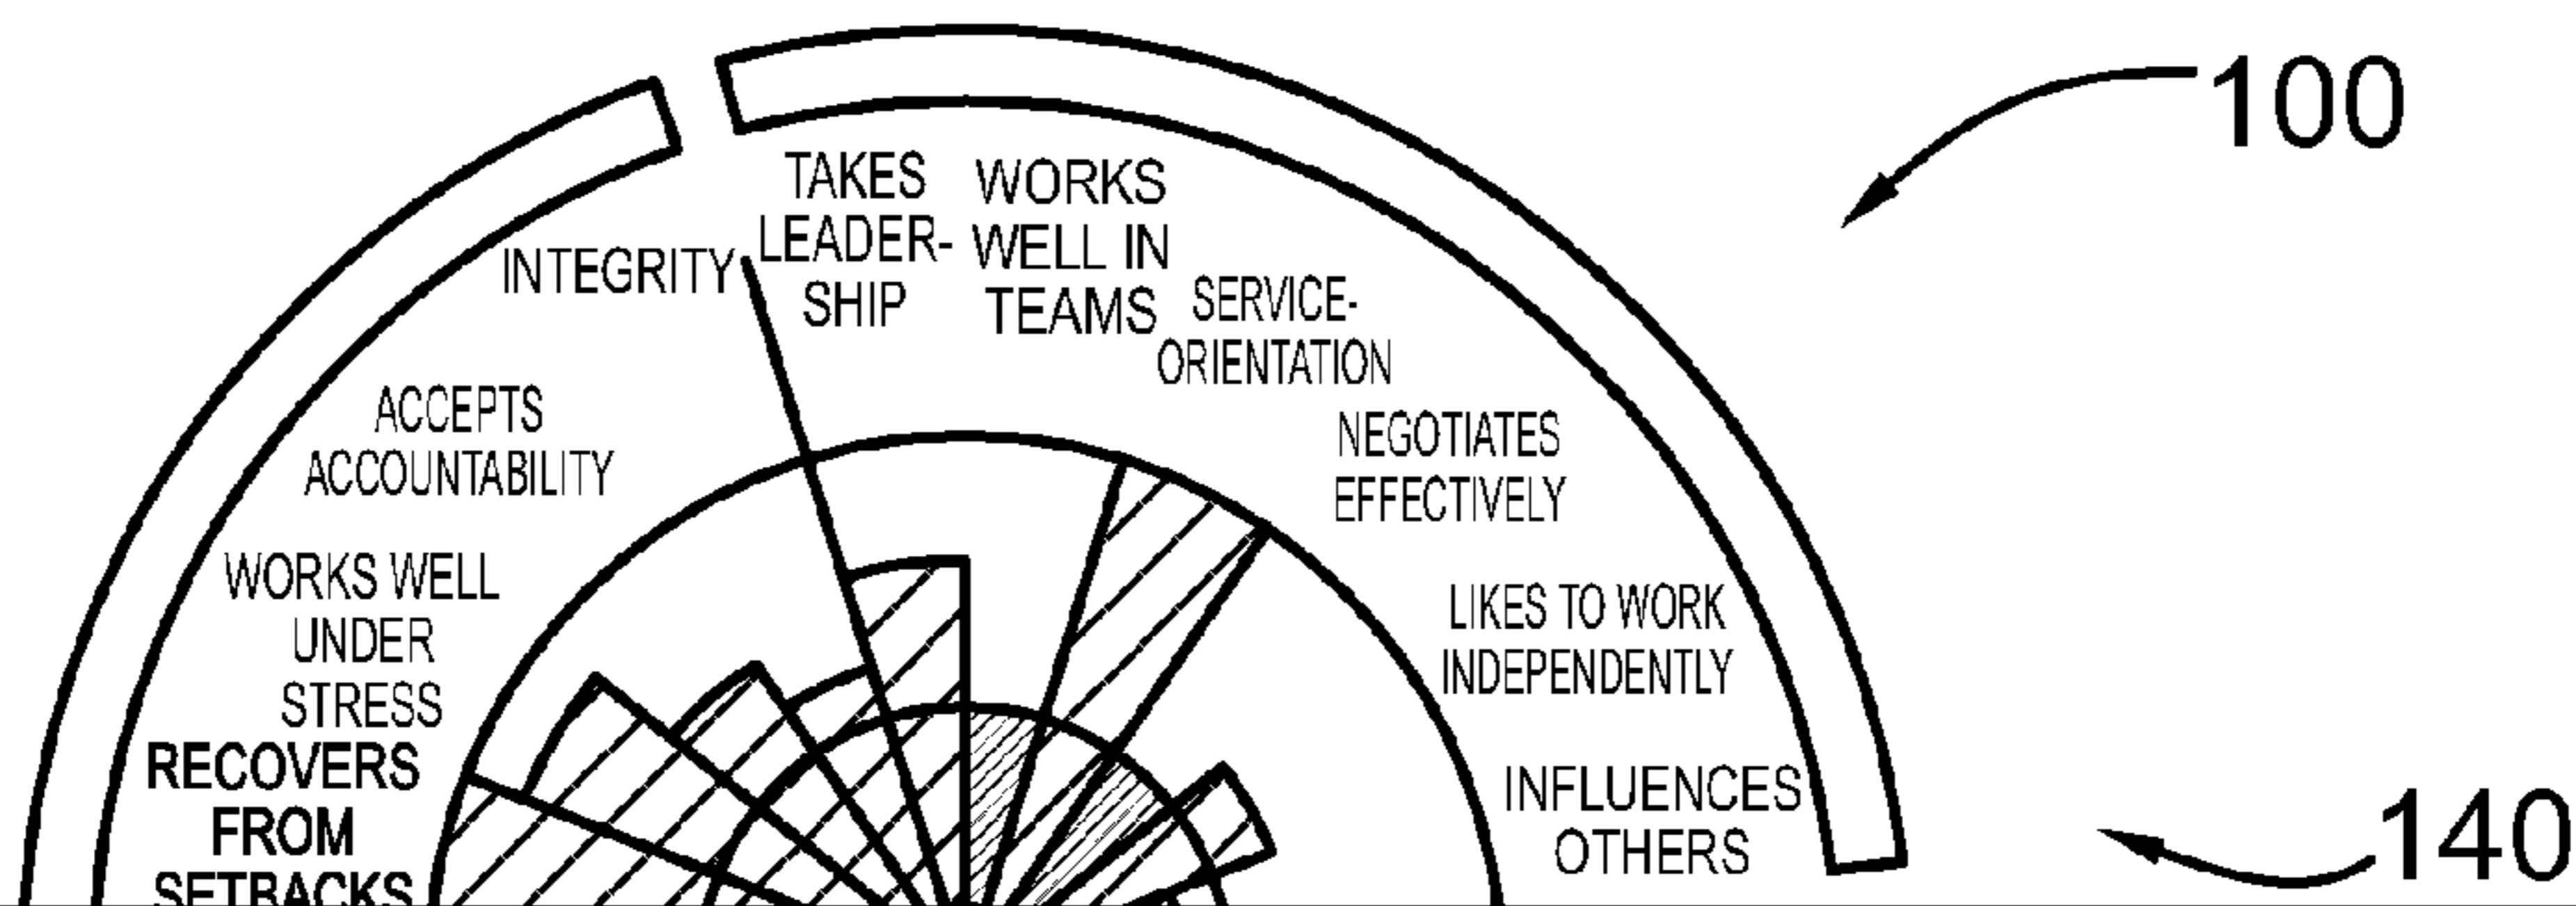 100
TAKES
LEADER-
SHIP
WORKS
WELL IN
TEAMS
INTEGRITY
SERVICE-
ORIENTATION
ACCEPTS
ACCOUNTABILITY
NEGOTIATES
EFFECTIVELY
WORKS WELL
UNDER
STRESS
LIKES TO WORK
INDEPENDENTLY
RECOVERS
FROM
SETBACKS
INFLUENCES
OTHERS
140